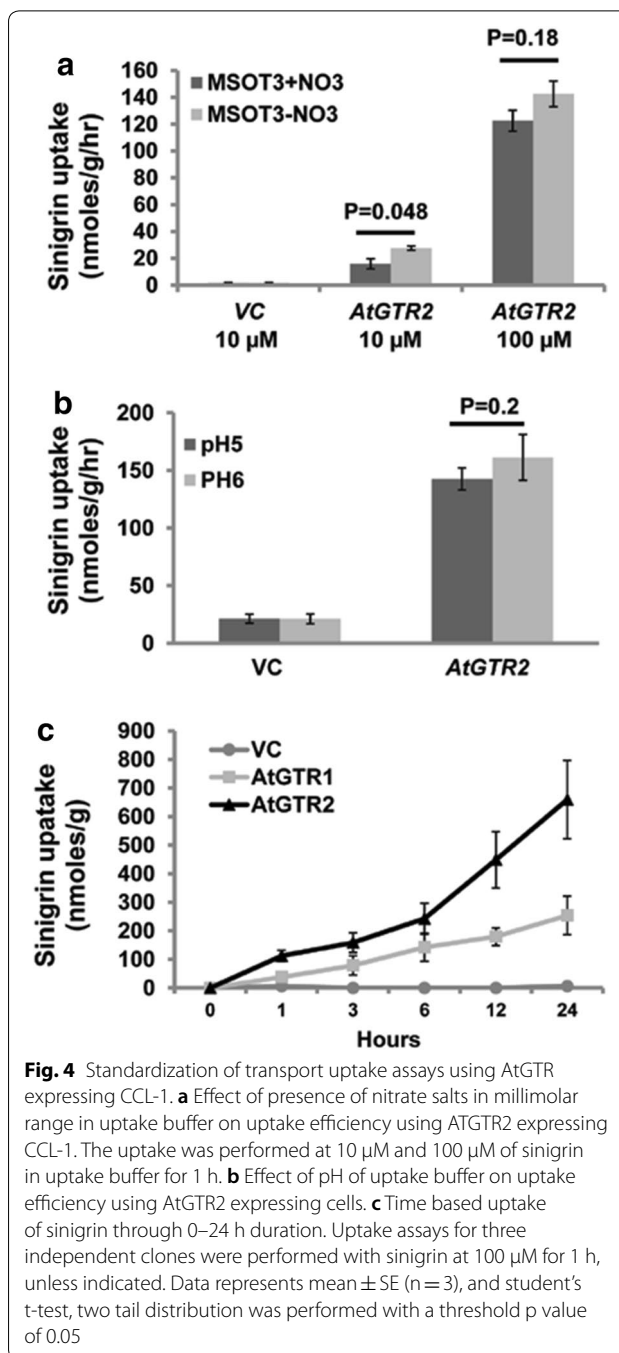 a
P=0.18
160
140
120
100
80
60
40
20
0
Sinigrin uptake
(nmoles/g/hr)
MSOT3+NO3
MSOT3-NO3
P=0.048
VC AtGTR2 AtGTR2
10 µM 10 µM 100 µM
b
200
150
100
50
0
Sinigrin uptake
(nmoles/g/hr)
P=0.2
pH5
PH6
VC AtGTR2
c
900
800
700
600
500
400
300
200
100
0
Sinigrin upatake
(nmoles/g)
VC
AtGTR1
AtGTR2
0 1 3 6 12 24
Hours
Fig. 4 Standardization of transport uptake assays using AtGTR
expressing CCL-1. a Effect of presence of nitrate salts in millimolar
range in uptake buffer on uptake efficiency using ATGTR2 expressing
CCL-1. The uptake was performed at 10 µM and 100 µM of sinigrin
in uptake buffer for 1 h. b Effect of pH of uptake buffer on uptake
efficiency using AtGTR2 expressing cells. c Time based uptake
of sinigrin through 0–24 h duration. Uptake assays for three
independent clones were performed with sinigrin at 100 µM for 1 h,
unless indicated. Data represents mean ± SE (n = 3), and student's
t-test, two tail distribution was performed with a threshold p value
of 0.05